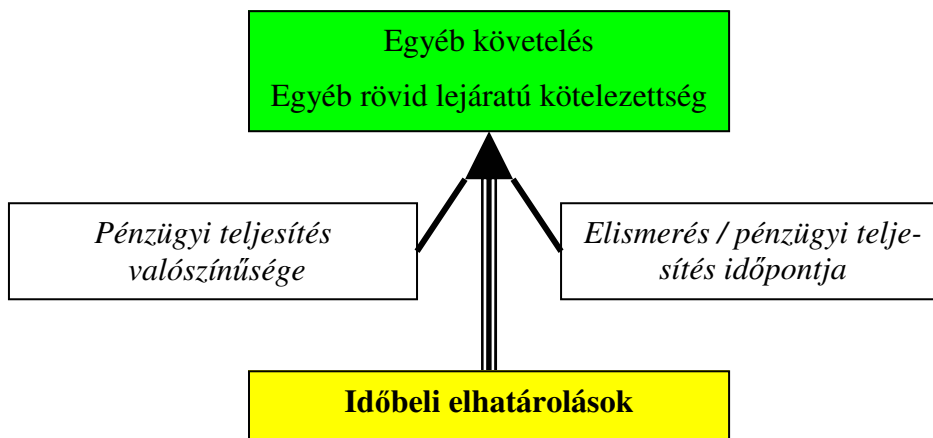 Egyéb követelés
Egyéb rövid lejáratú kötelezettség
Pénzügyi teljesítés
valószínűsége
Elismerés / pénzügyi telje-
sítés időpontja
Időbeli elhatárolások